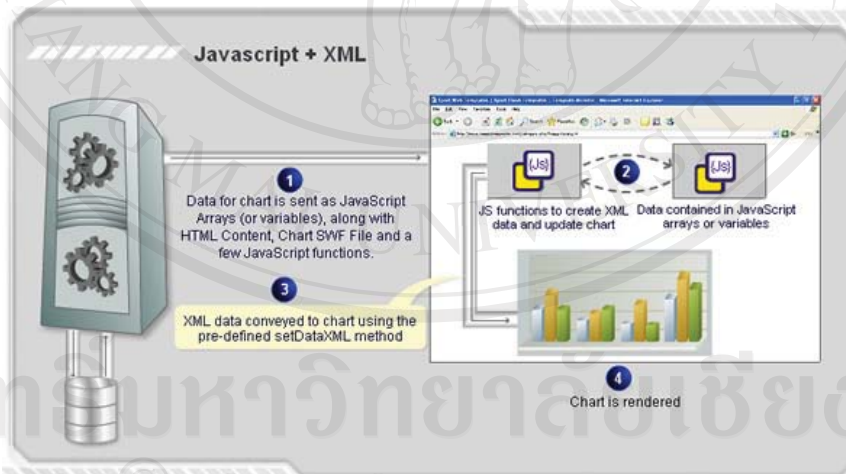 Javascript + XML
1
Data for chart is sent as JavaScript
Arrays (or variables), along with
HTML Content, Chart SWF File and a
few JavaScript functions.
3
XML data conveyed to chart using the
pre-defined setDataXML method
{Js}
2
{Js}
JS functions to create XML
data and update chart
Data contained in JavaScript
arrays or variables
4
Chart is rendered